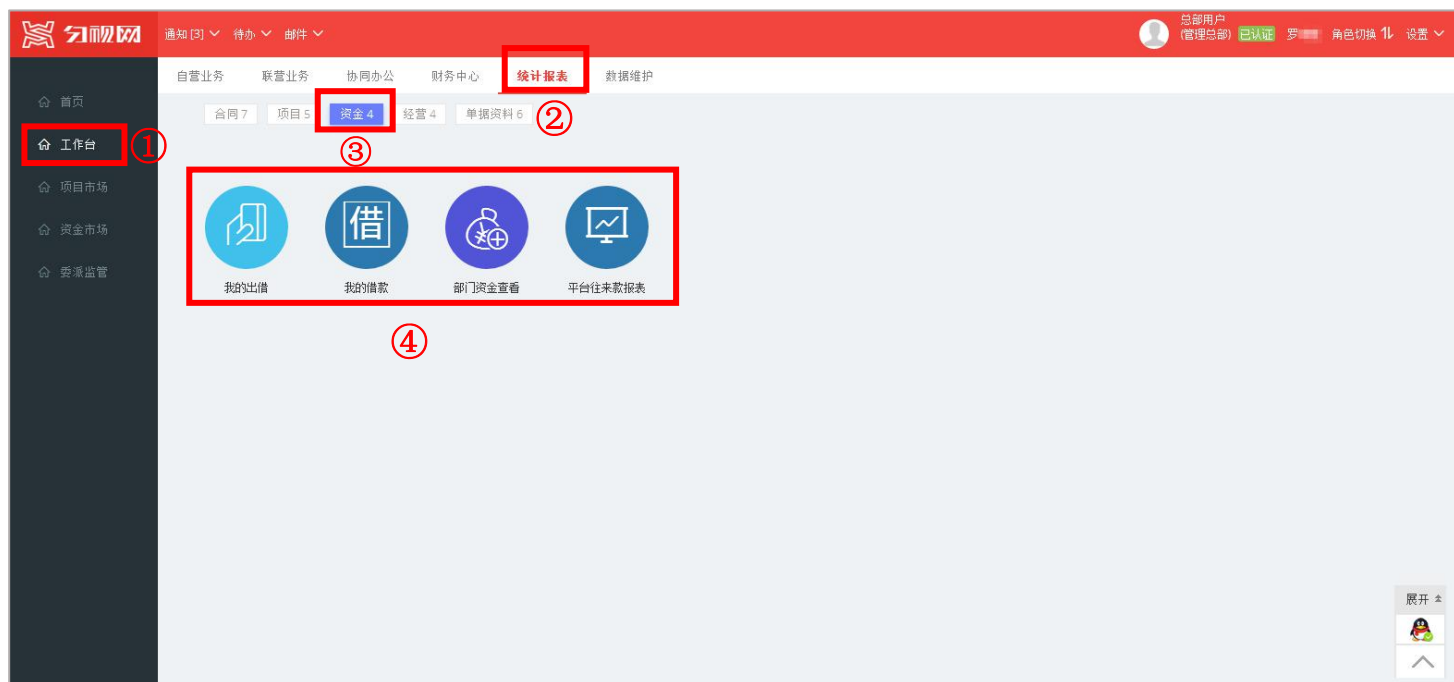 匀视网
通知[3] 待办 邮件
总部用户
(管理总部) 已认证 罗 角色切换 设置
自营业务 联营业务 协同办公 财务中心 统计报表 数据维护
首页
合同 7 项目 5 资金 4 经营 4 单据资料 6
②
工作台 ①
③
项目市场
资金市场
委派监管
借
我的出借 我的借款 部门资金查看 平台往来款报表
④
展开